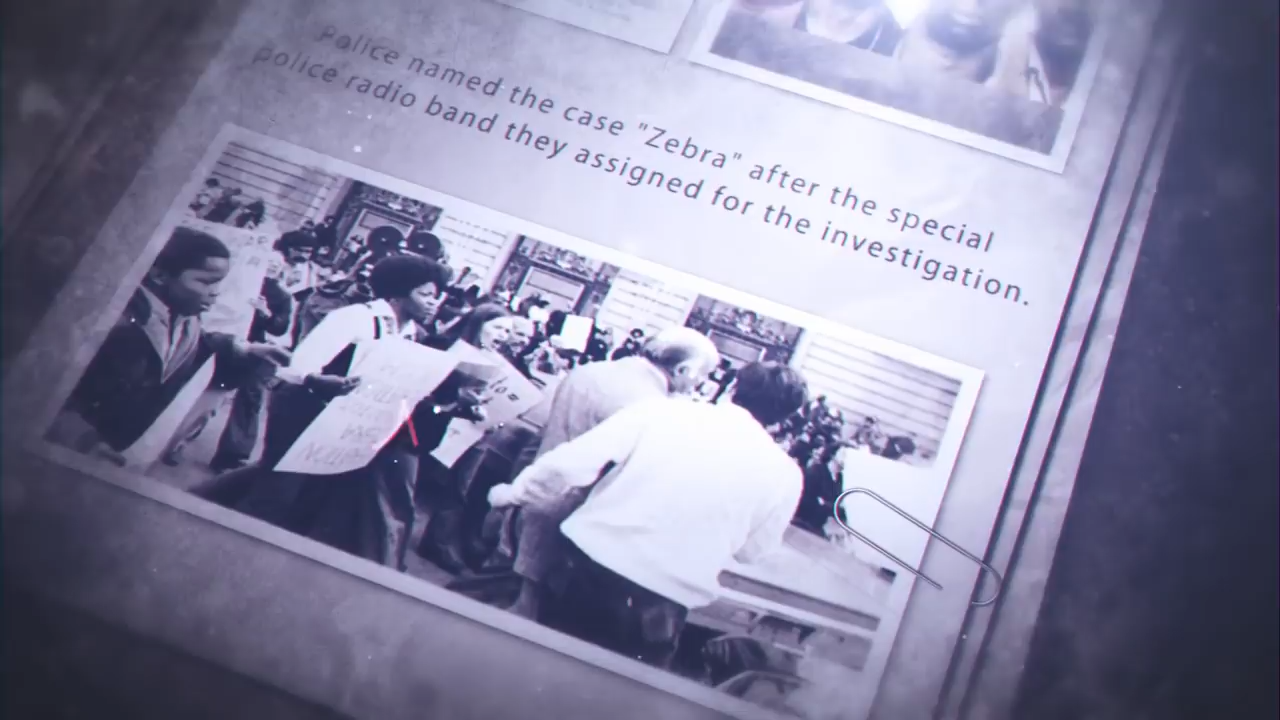 Police named the case "Zebra" after the special
police radio band they assigned for the investigation.